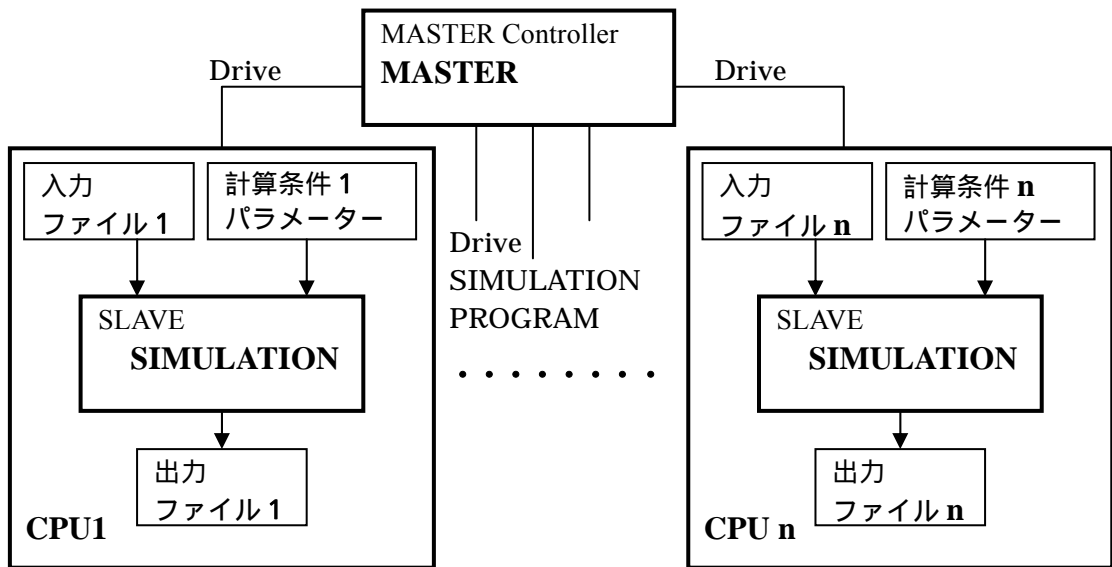 MASTER Controller
MASTER
Drive
Drive
入力
ファイル 1
計算条件 1
パラメーター
SLAVE
SIMULATION
出力
ファイル 1
CPU1
Drive
SIMULATION
PROGRAM
・・・・・・・・
入力
ファイル n
計算条件 n
パラメーター
SLAVE
SIMULATION
出力
ファイル n
CPU n